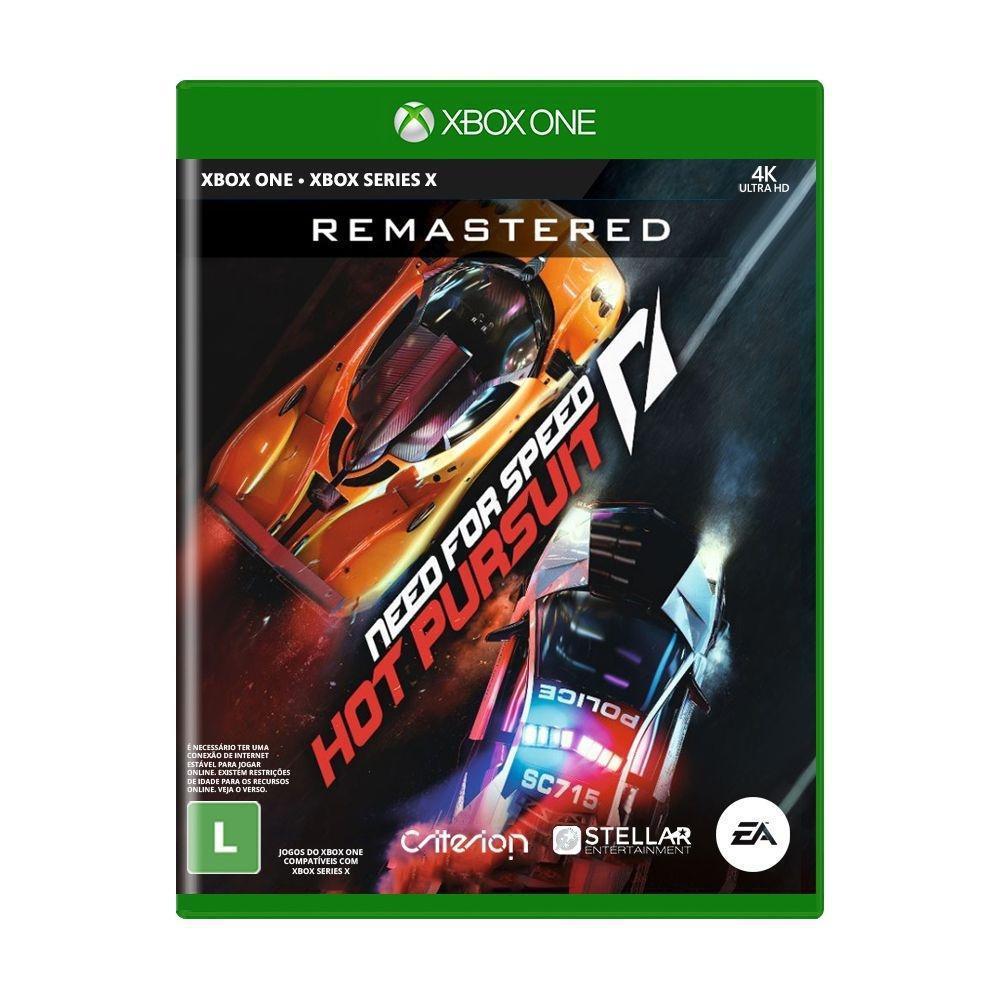 XBOX ONE
XBOX ONE • XBOX SERIES X
4K
ULTRA HD
REMASTERED
NEED FOR SPEED
HOT PURSUIT
POLICE
SC715
É NECESSÁRIO TER UMA
CONEXÃO DE INTERNET
ESTÁVEL PARA JOGAR
ONLINE. EXISTEM RESTRIÇÕES
DE IDADE PARA OS RECURSOS
ONLINE. VEJA O VERSO.
L
JOGOS DO XBOX ONE
COMPATÍVEIS COM
XBOX SERIES X
Criterion
STELLAR
ENTERTAINMENT
EA